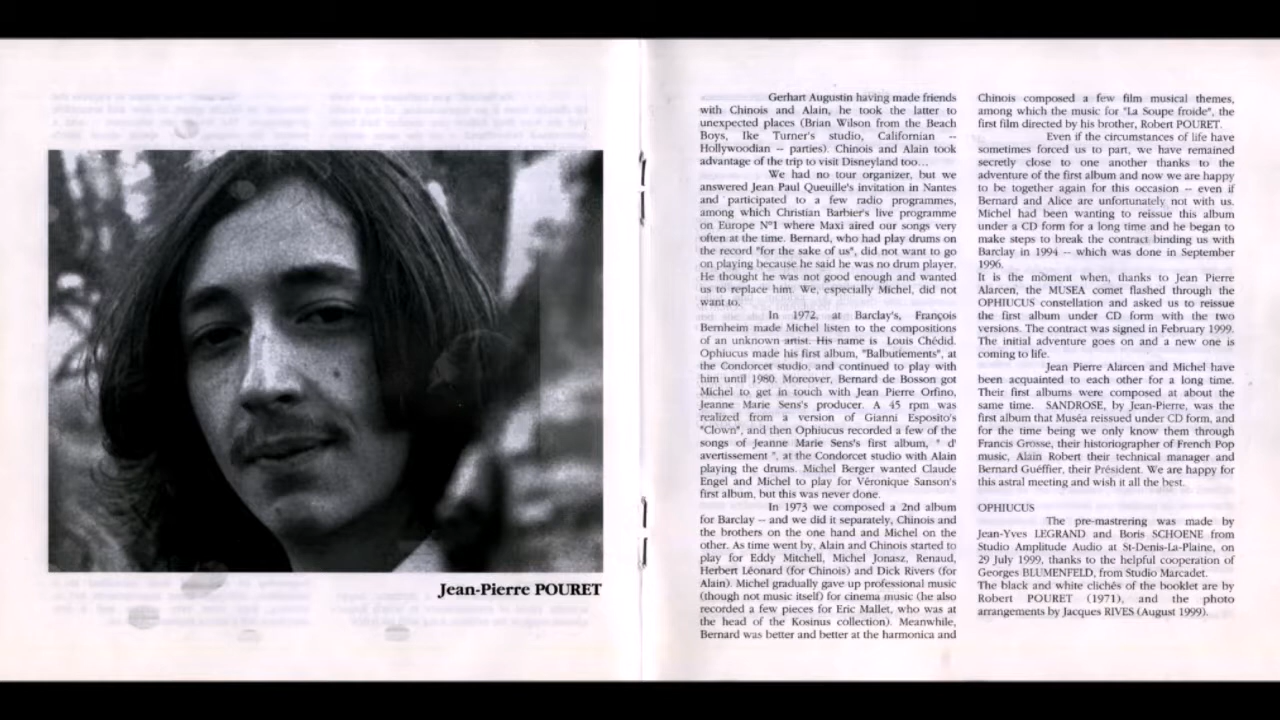 Jean-Pierre POURET
Gerhart Augustin having made friends
with Chinois and Alain, he took the latter to
unexpected places (Brian Wilson from the Beach
Boys, Ike Turner's studio, Californian --
Hollywoodian -- parties). Chinois and Alain took
advantage of the trip to visit Disneyland too...
We had no tour organizer, but we
answered Jean Paul Queuille's invitation in Nantes
and participated to a few radio programmes,
among which Christian Barbier's live programme
on Europe N°1 where Maxi aired our songs very
often at the time. Bernard, who had play drums on
the record "for the sake of us", did not want to go
on playing because he said he was no drum player.
He thought he was not good enough and wanted
us to replace him. We, especially Michel, did not
want to.
In 1972, at Barclay's, François
Bernheim made Michel listen to the compositions
of an unknown artist. His name is Louis Chédid.
Ophiucus made his first album, "Balbutiements", at
the Condorcet studio, and continued to play with
him until 1980. Moreover, Bernard de Bosson got
Michel to get in touch with Jean Pierre Orfino,
Jeanne Marie Sens's producer. A 45 rpm was
realized from a version of Gianni Esposito's
"Clown", and then Ophiucus recorded a few of the
songs of Jeanne Marie Sens's first album, " d'
avertissement ", at the Condorcet studio with Alain
playing the drums. Michel Berger wanted Claude
Engel and Michel to play for Véronique Sanson's
first album, but this was never done.
In 1973 we composed a 2nd album
for Barclay -- and we did it separately, Chinois and
the brothers on the one hand and Michel on the
other. As time went by, Alain and Chinois started to
play for Eddy Mitchell, Michel Jonasz, Renaud,
Herbert Léonard (for Chinois) and Dick Rivers (for
Alain). Michel gradually gave up professional music
(though not music itself) for cinema music (he also
recorded a few pieces for Eric Mallet, who was at
the head of the Kosinus collection). Meanwhile,
Bernard was better and better at the harmonica and
Chinois composed a few film musical themes,
among which the music for "La Soupe froide", the
first film directed by his brother, Robert POURET.
Even if the circumstances of life have
sometimes forced us to part, we have remained
secretly close to one another thanks to the
adventure of the first album and now we are happy
to be together again for this occasion -- even if
Bernard and Alice are unfortunately not with us.
Michel had been wanting to reissue this album
under a CD form for a long time and he began to
make steps to break the contract binding us with
Barclay in 1994 -- which was done in September
1996.
It is the moment when, thanks to Jean Pierre
Alarcen, the MUSEA comet flashed through the
OPHIUCUS constellation and asked us to reissue
the first album under CD form with the two
versions. The contract was signed in February 1999.
The initial adventure goes on and a new one is
coming to life.
Jean Pierre Alarcen and Michel have
been acquainted to each other for a long time.
Their first albums were composed at about the
same time. SANDROSE, by Jean-Pierre, was the
first album that Muséa reissued under CD form, and
for the time being we only know them through
Francis Grosse, their historiographer of French Pop
music, Alain Robert their technical manager and
Bernard Guéffier, their Président. We are happy for
this astral meeting and wish it all the best.
OPHIUCUS
The pre-mastrering was made by
Jean-Yves LEGRAND and Boris SCHOENE from
Studio Amplitude Audio at St-Denis-La-Plaine, on
29 July 1999, thanks to the helpful cooperation of
Georges BLUMENFELD, from Studio Marcadet.
The black and white clichés of the booklet are by
Robert POURET (1971), and the photo
arrangements by Jacques RIVES (August 1999).